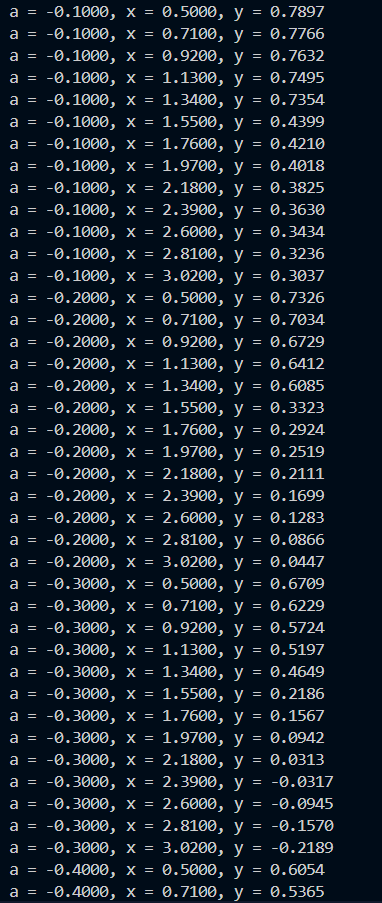 a = -0.1000, x = 0.5000, y = 0.7897
a = -0.1000, x = 0.7100, y = 0.7766
a = -0.1000, x = 0.9200, y = 0.7632
a = -0.1000, x = 1.1300, y = 0.7495
a = -0.1000, x = 1.3400, y = 0.7354
a = -0.1000, x = 1.5500, y = 0.4399
a = -0.1000, x = 1.7600, y = 0.4210
a = -0.1000, x = 1.9700, y = 0.4018
a = -0.1000, x = 2.1800, y = 0.3825
a = -0.1000, x = 2.3900, y = 0.3630
a = -0.1000, x = 2.6000, y = 0.3434
a = -0.1000, x = 2.8100, y = 0.3236
a = -0.1000, x = 3.0200, y = 0.3037
a = -0.2000, x = 0.5000, y = 0.7326
a = -0.2000, x = 0.7100, y = 0.7034
a = -0.2000, x = 0.9200, y = 0.6729
a = -0.2000, x = 1.1300, y = 0.6412
a = -0.2000, x = 1.3400, y = 0.6085
a = -0.2000, x = 1.5500, y = 0.3323
a = -0.2000, x = 1.7600, y = 0.2924
a = -0.2000, x = 1.9700, y = 0.2519
a = -0.2000, x = 2.1800, y = 0.2111
a = -0.2000, x = 2.3900, y = 0.1699
a = -0.2000, x = 2.6000, y = 0.1283
a = -0.2000, x = 2.8100, y = 0.0866
a = -0.2000, x = 3.0200, y = 0.0447
a = -0.3000, x = 0.5000, y = 0.6709
a = -0.3000, x = 0.7100, y = 0.6229
a = -0.3000, x = 0.9200, y = 0.5724
a = -0.3000, x = 1.1300, y = 0.5197
a = -0.3000, x = 1.3400, y = 0.4649
a = -0.3000, x = 1.5500, y = 0.2186
a = -0.3000, x = 1.7600, y = 0.1567
a = -0.3000, x = 1.9700, y = 0.0942
a = -0.3000, x = 2.1800, y = 0.0313
a = -0.3000, x = 2.3900, y = -0.0317
a = -0.3000, x = 2.6000, y = -0.0945
a = -0.3000, x = 2.8100, y = -0.1570
a = -0.3000, x = 3.0200, y = -0.2189
a = -0.4000, x = 0.5000, y = 0.6054
a = -0.4000, x = 0.7100, y = 0.5365